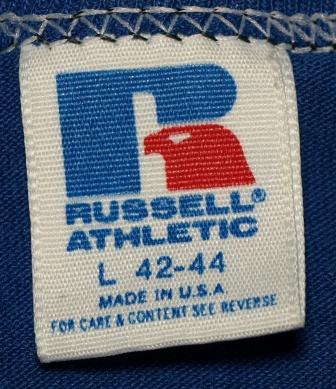 R
RUSSELL®
ATHLETIC
L 42-44
MADE IN U.S.A.
FOR CARE & CONTENT SEE REVERSE